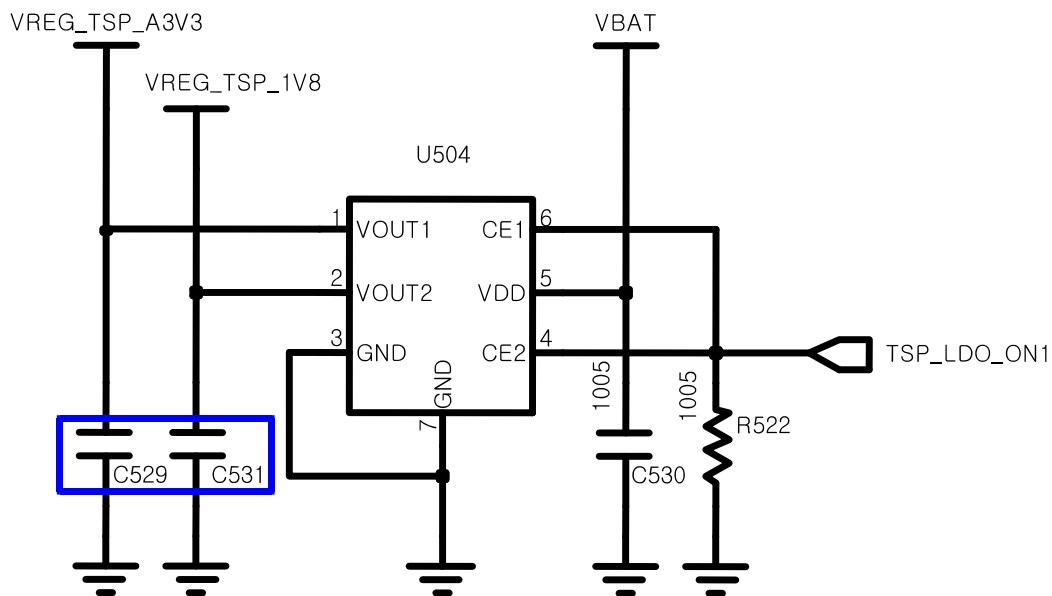 VREG_TSP_A3V3
VBAT
VREG_TSP_1V8
U504
1
VOUT1
CE1
6
2
VOUT2
VDD
5
3
GND
CE2
4
TSP_LDO_ON1
GND
7
1005
1005
R522
C529
C531
C530